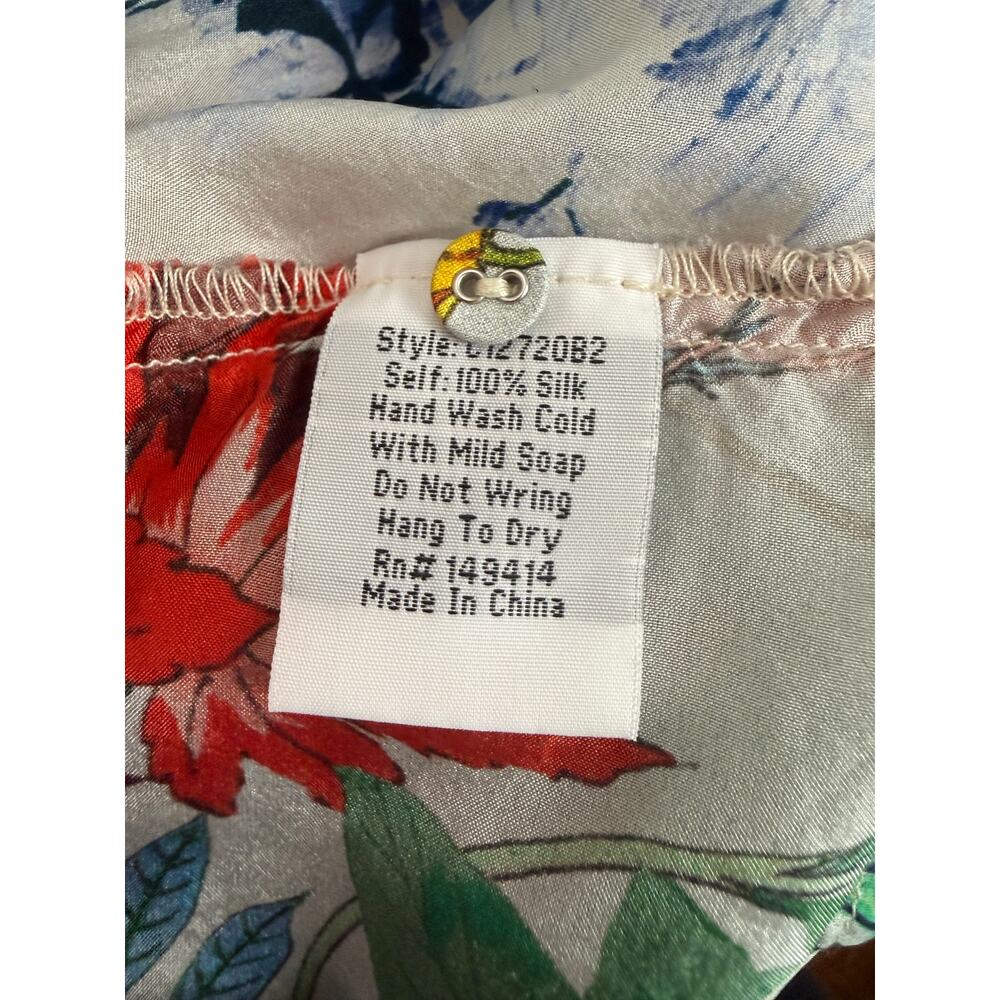 Style:
Self: 100% Silk
Hand Wash Cold
With Mild Soap
Do Not Wring
Hang To Dry
Rn# 149414
Made In China